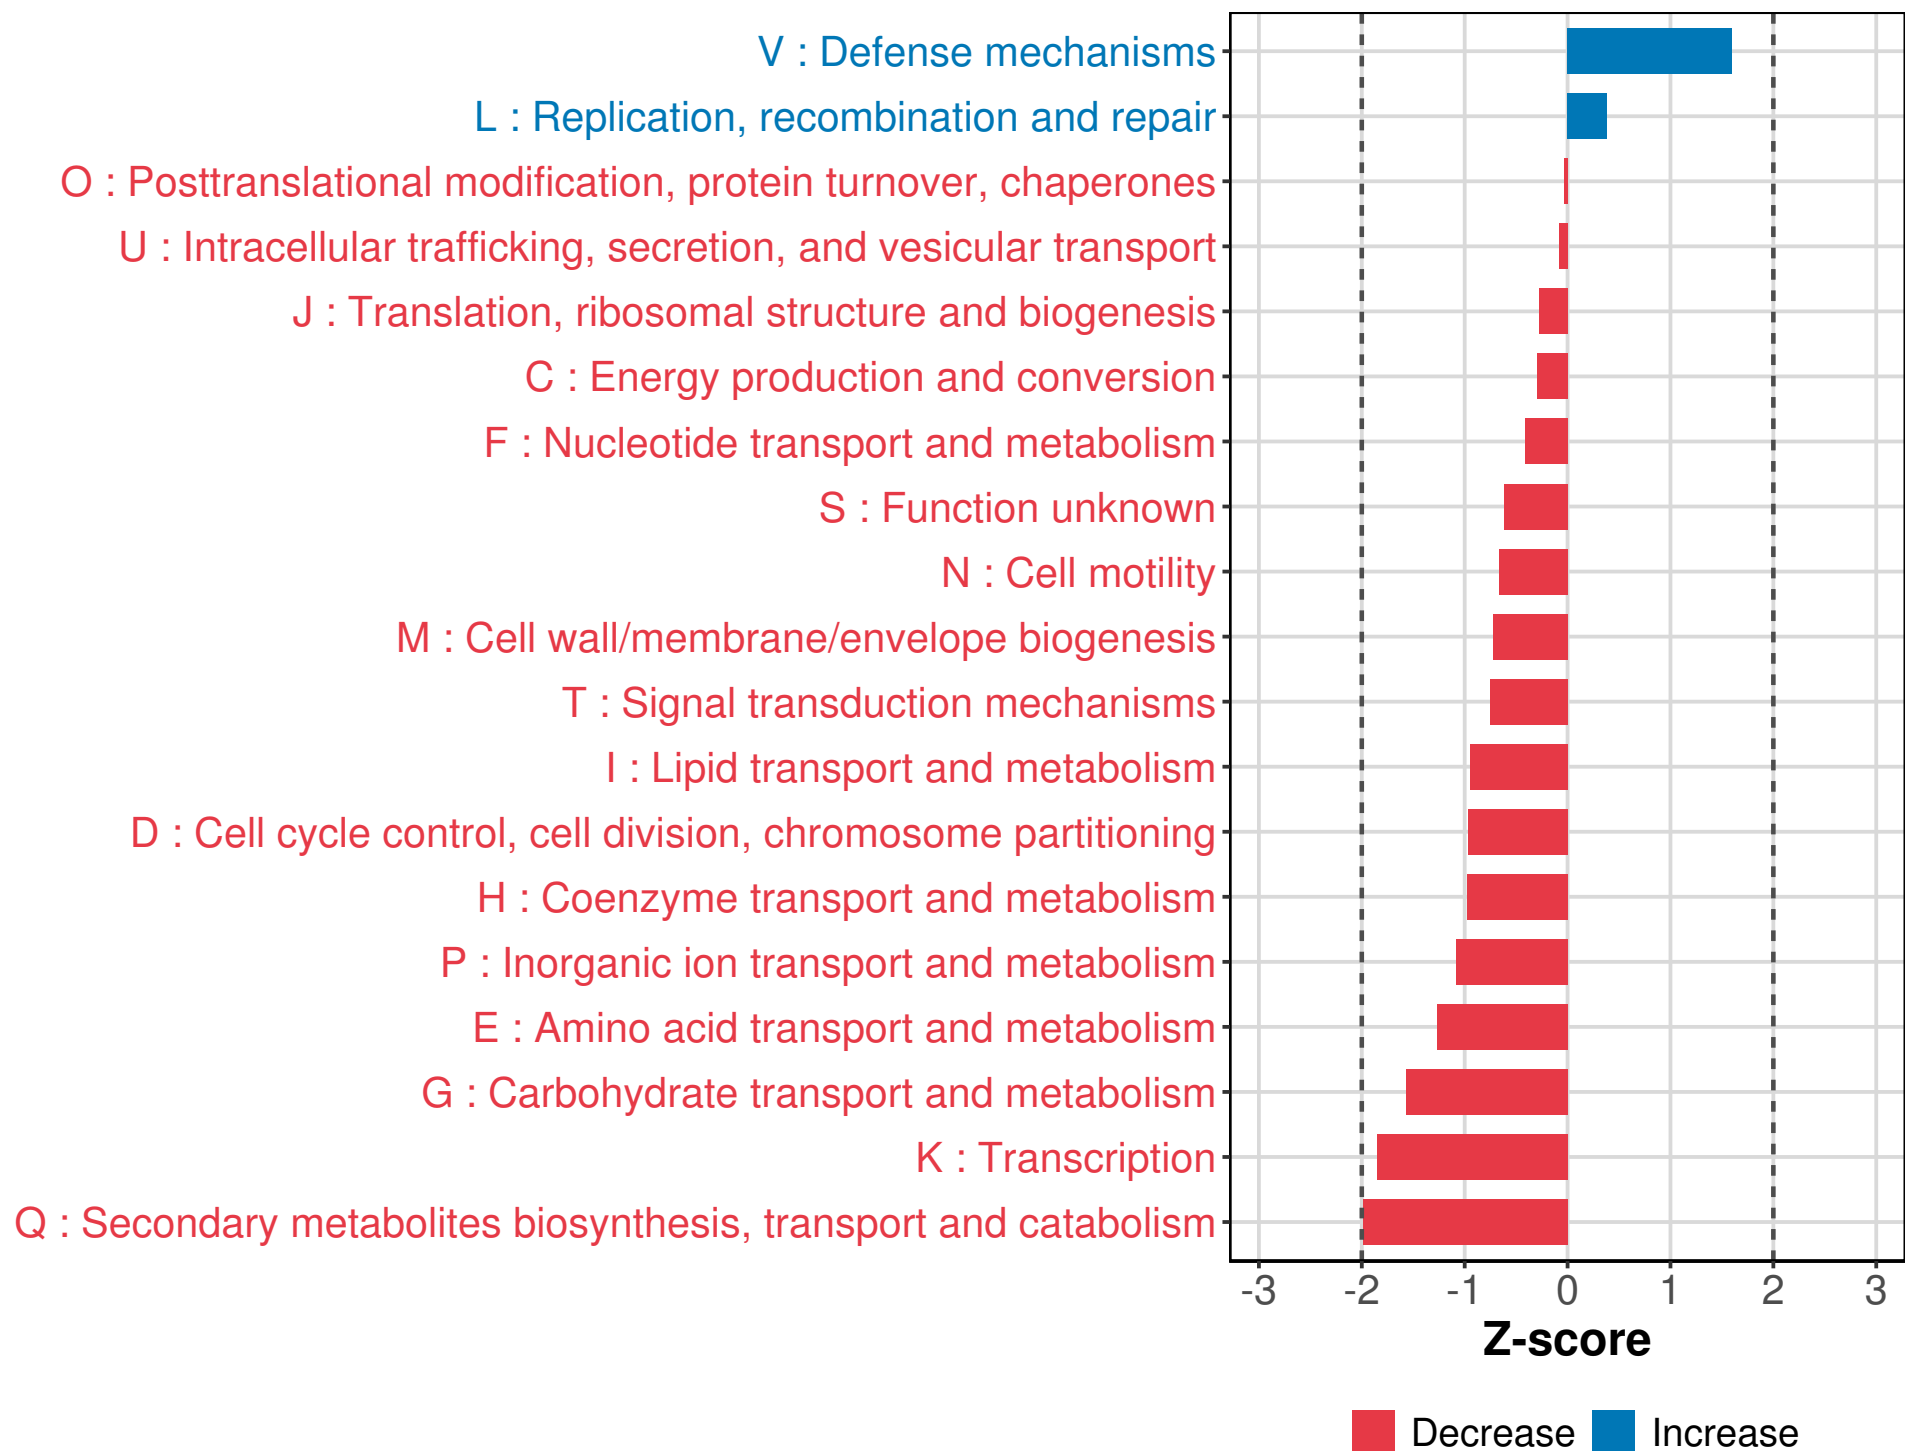 V : Defense mechanisms
L : Replication, recombination and repair
O : Posttranslational modification, protein turnover, chaperones
U : Intracellular trafficking, secretion, and vesicular transport
J : Translation, ribosomal structure and biogenesis
C : Energy production and conversion
F : Nucleotide transport and metabolism
S : Function unknown
N : Cell motility
M : Cell wall/membrane/envelope biogenesis
T : Signal transduction mechanisms
I : Lipid transport and metabolism
D : Cell cycle control, cell division, chromosome partitioning
H : Coenzyme transport and metabolism
P : Inorganic ion transport and metabolism
E : Amino acid transport and metabolism
G : Carbohydrate transport and metabolism
K : Transcription
Q : Secondary metabolites biosynthesis, transport and catabolism
-3 -2 -1 0 1 2 3
Z-score
Decrease Increase